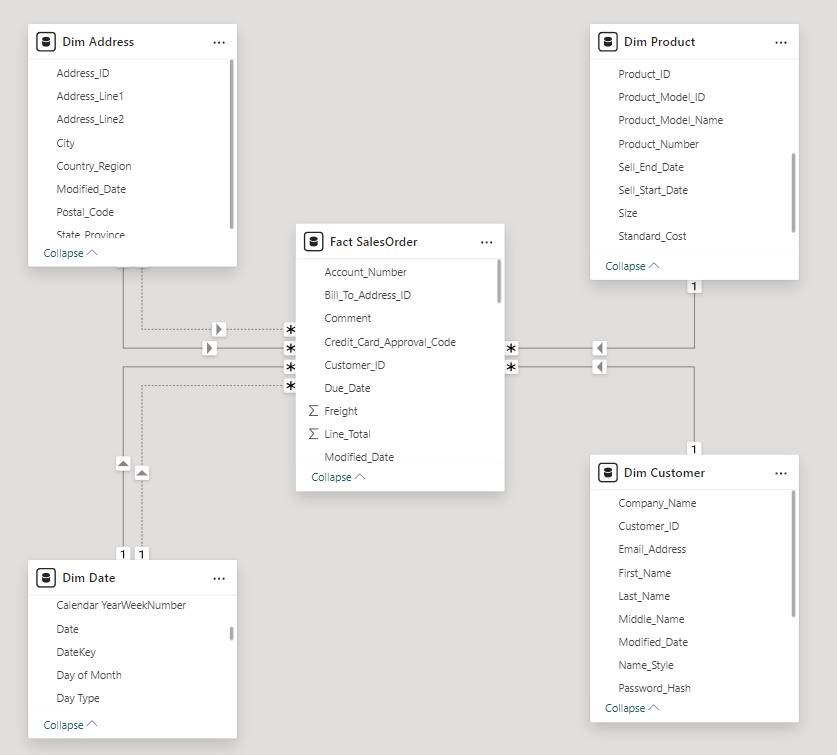 Dim Address
Address_ID
Address_Line1
Address_Line2
City
Country_Region
Modified_Date
Postal_Code
State_Province
Collapse
Dim Product
Product_ID
Product_Model_ID
Product_Model_Name
Product_Number
Sell_End_Date
Sell_Start_Date
Size
Standard_Cost
Collapse
1
Fact SalesOrder
Account_Number
Bill_To_Address_ID
Comment
Credit_Card_Approval_Code
Customer_ID
Due_Date
Σ Freight
Σ Line_Total
Modified_Date
Collapse
*
*
*
*
*
*
1 1
Dim Date
Calendar YearWeekNumber
Date
DateKey
Day of Month
Day Type
Collapse
1
Dim Customer
Company_Name
Customer_ID
Email_Address
First_Name
Last_Name
Middle_Name
Modified_Date
Name_Style
Password_Hash
Collapse